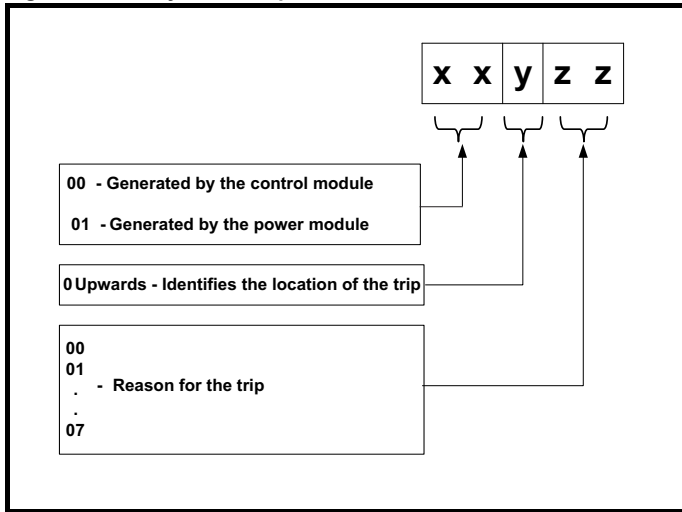 x x y z z
00 - Generated by the control module
01 - Generated by the power module
0 Upwards - Identifies the location of the trip
00
01
.
- Reason for the trip
.
07